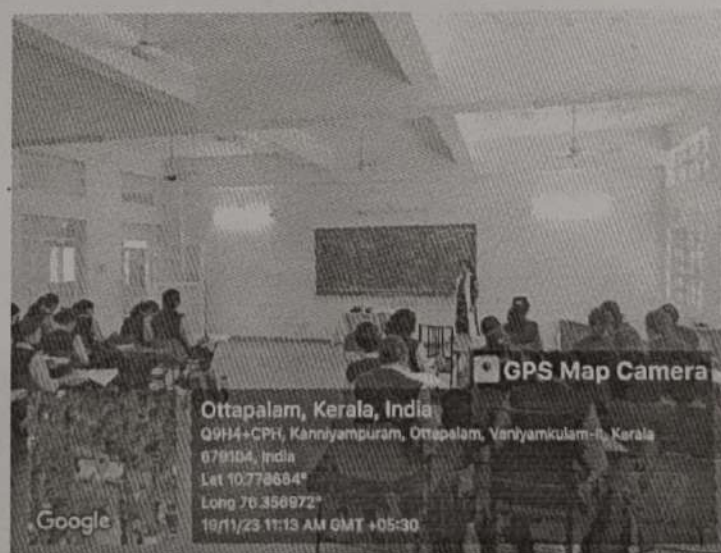 GPS Map Camera
Ottapalam, Kerala, India
Q9H4+CPH, Kanniyampuram, Ottapalam, Vaniyamkulam-II, Kerala
679104, India
Lat 10.778684°
Long 76.356972°
19/11/23 11:13 AM GMT +05:30
Google